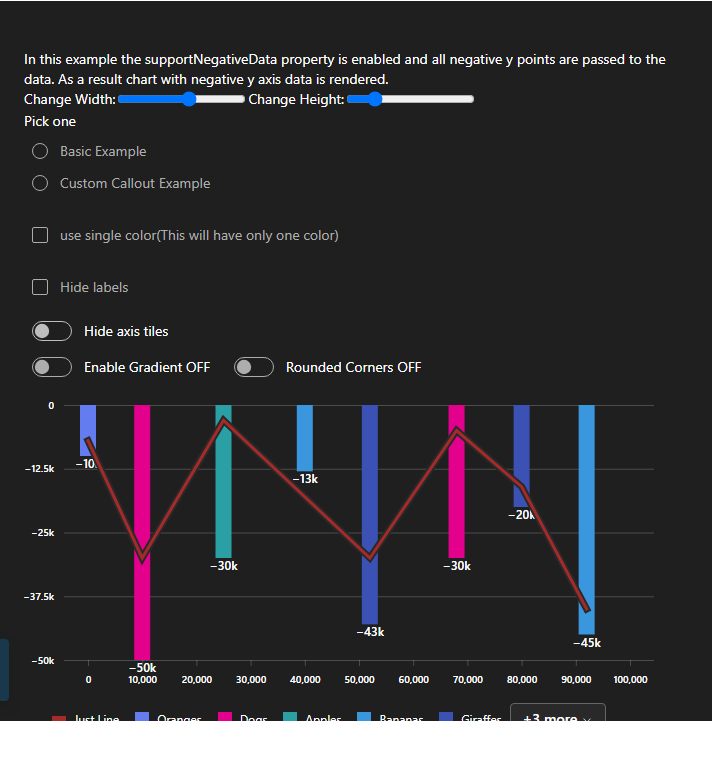 In this example the supportNegativeData property is enabled and all negative y points are passed to the
data. As a result chart with negative y axis data is rendered.
Change Width: Change Height:
Pick one
Basic Example
Custom Callout Example
use single color(This will have only one color)
Hide labels
Hide axis tiles
Enable Gradient OFF Rounded Corners OFF
0
−10
−12.5k
−13k
−20k
−25k
−30k −30k
−37.5k
−43k
−45k
−50k
−50k
0 10,000 20,000 30,000 40,000 50,000 60,000 70,000 80,000 90,000 100,000
Just Line Oranges Dogs Apples Bananas Giraffes +3 more